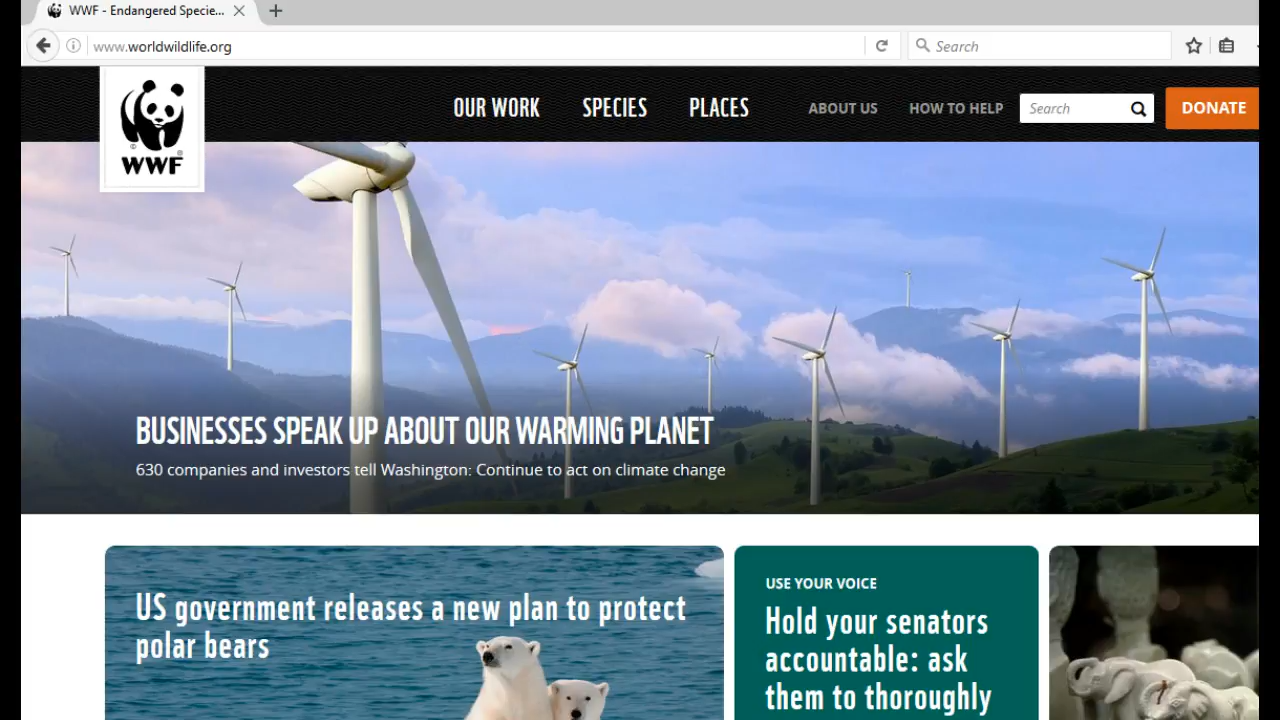 WWF - Endangered Specie...
www.worldwildlife.org
Search
WWF
OUR WORK
SPECIES
PLACES
ABOUT US
HOW TO HELP
Search
DONATE
BUSINESSES SPEAK UP ABOUT OUR WARMING PLANET
630 companies and investors tell Washington: Continue to act on climate change
US government releases a new plan to protect
polar bears
USE YOUR VOICE
Hold your senators
accountable: ask
them to thoroughly